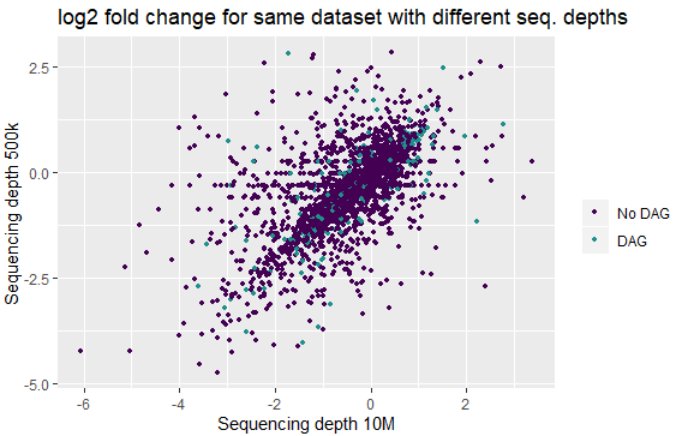 log2 fold change for same dataset with different seq. depths
Sequencing depth 500k
2.5
0.0
-2.5
-5.0
-6
-4
-2
0
2
Sequencing depth 10M
No DAG
DAG